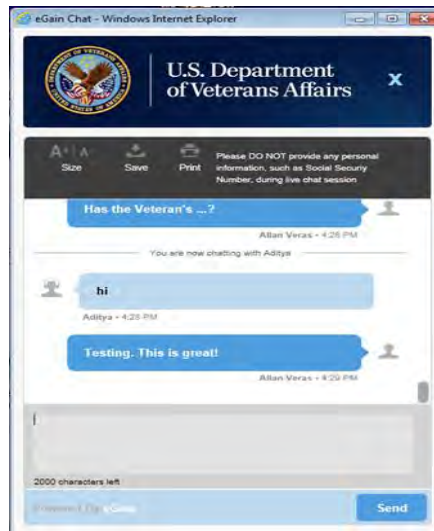 eGain Chat - Windows Internet Explorer
U.S. Department
of Veterans Affairs
X
A+ | A-
Size
Save
Print
Please DO NOT provide any personal
information, such as Social Security
Number, during live chat session
Has the Veteran's ...?
Allan Veras • 4:28 PM
You are now chatting with Aditya
hi
Aditya • 4:28 PM
Testing. This is great!
Allan Veras • 4:29 PM
2000 characters left
Powered by eGain
Send